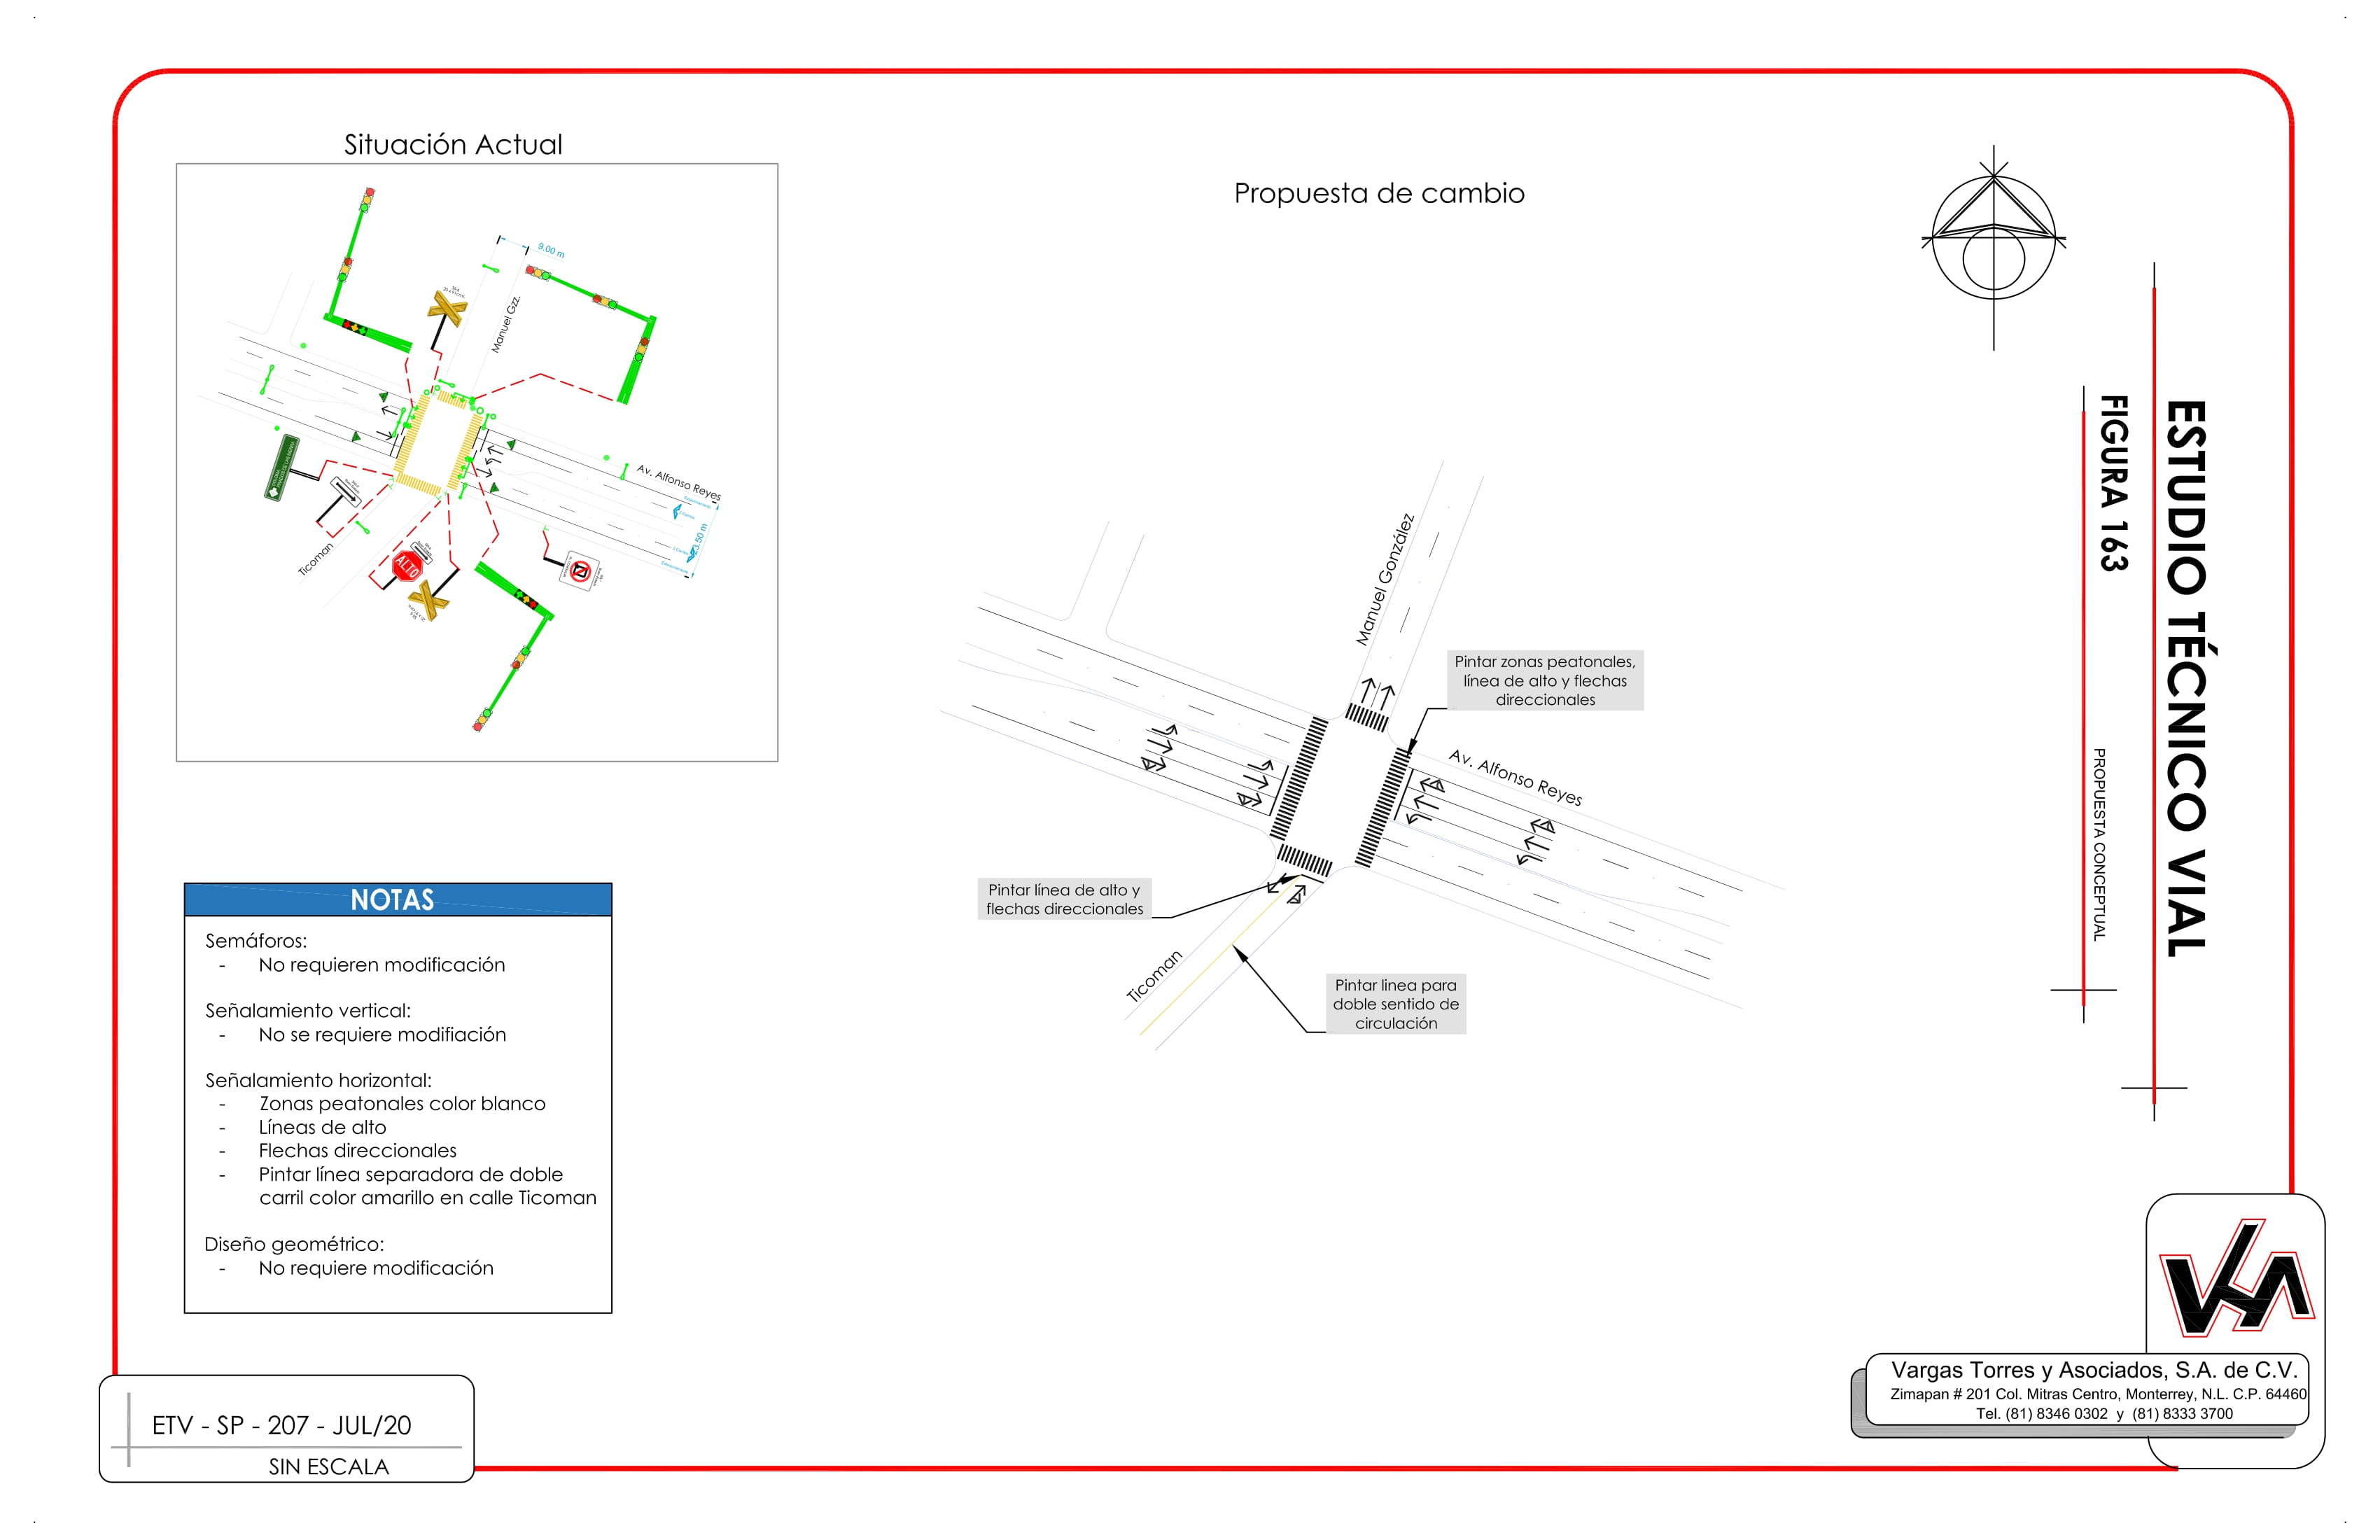 Situación Actual
9.00 m
Manuel Gzz.
Av. Alfonso Reyes
Ticoman
ALTO
Propuesta de cambio
Manuel González
Pintar zonas peatonales,
línea de alto y flechas
direccionales
Av. Alfonso Reyes
Pintar línea de alto y
flechas direccionales
Ticoman
Pintar linea para
doble sentido de
circulación
NOTAS
Semáforos:
- No requieren modificación
Señalamiento vertical:
- No se requiere modifiación
Señalamiento horizontal:
- Zonas peatonales color blanco
- Líneas de alto
- Flechas direccionales
- Pintar línea separadora de doble
carril color amarillo en calle Ticoman
Diseño geométrico:
- No requiere modificación
ESTUDIO TÉCNICO VIAL
FIGURA 163
PROPUESTA CONCEPTUAL
ETV - SP - 207 - JUL/20
SIN ESCALA
Vargas Torres y Asociados, S.A. de C.V.
Zimapan # 201 Col. Mitras Centro, Monterrey, N.L. C.P. 64460
Tel. (81) 8346 0302 y (81) 8333 3700